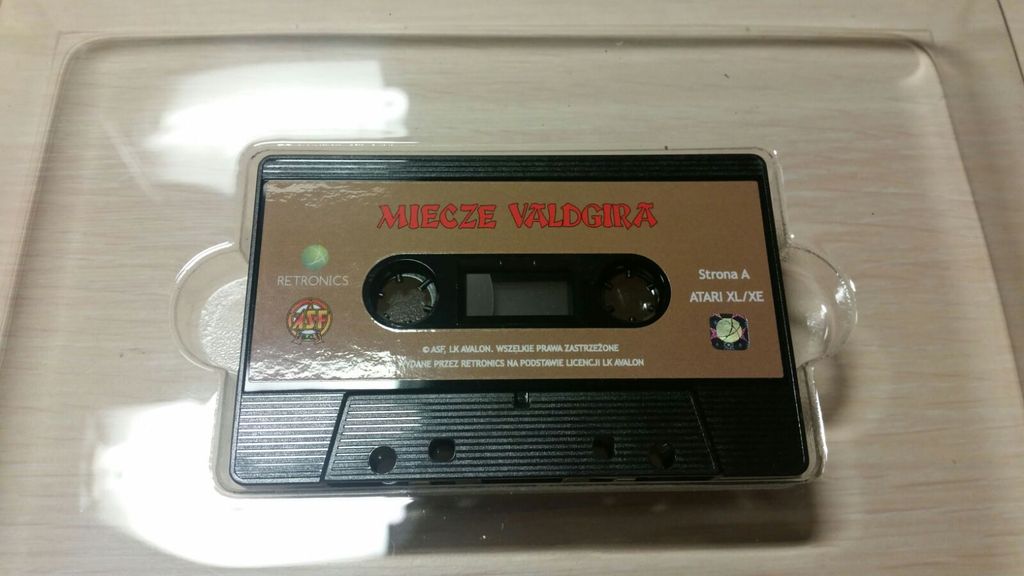 MIECZE VALDGIRA
RETRONICS
ASF
Strona A
ATARI XL/XE
© ASF, LK AVALON. WSZELKIE PRAWA ZASTRZEŻONE
WYDANE PRZEZ RETRONICS NA PODSTAWIE LICENCJI LK AVALON